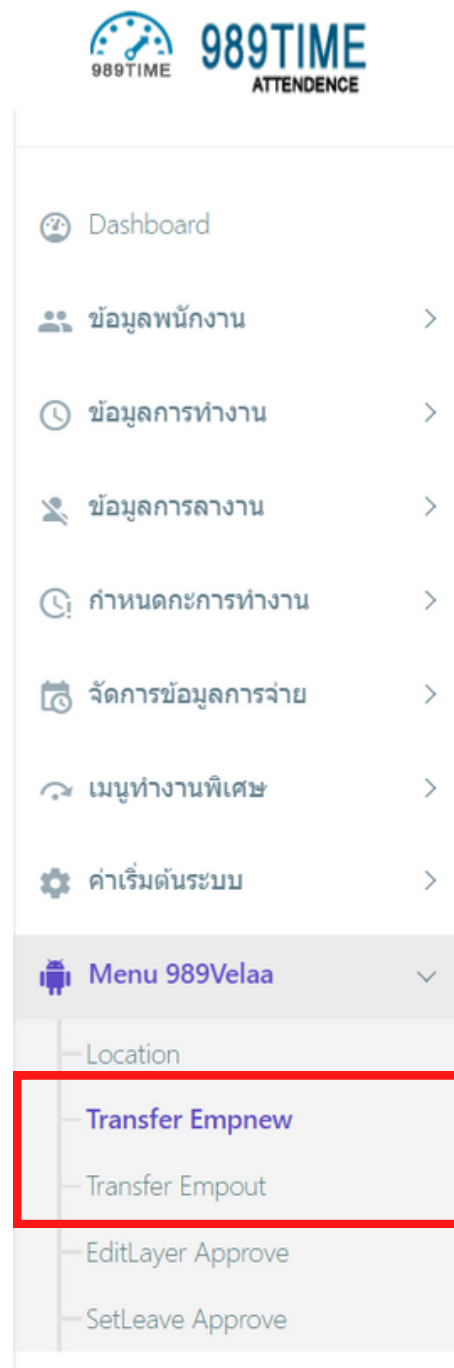 989TIME
989TIME
ATTENDENCE
Dashboard
ข้อมูลพนักงาน
ข้อมูลการทำงาน
ข้อมูลการลางาน
กำหนดกะการทำงาน
จัดการข้อมูลการจ่าย
เมนูทำงานพิเศษ
ค่าเริ่มต้นระบบ
Menu 989Velaa
Location
Transfer Empnew
Transfer Empout
EditLayer Approve
SetLeave Approve